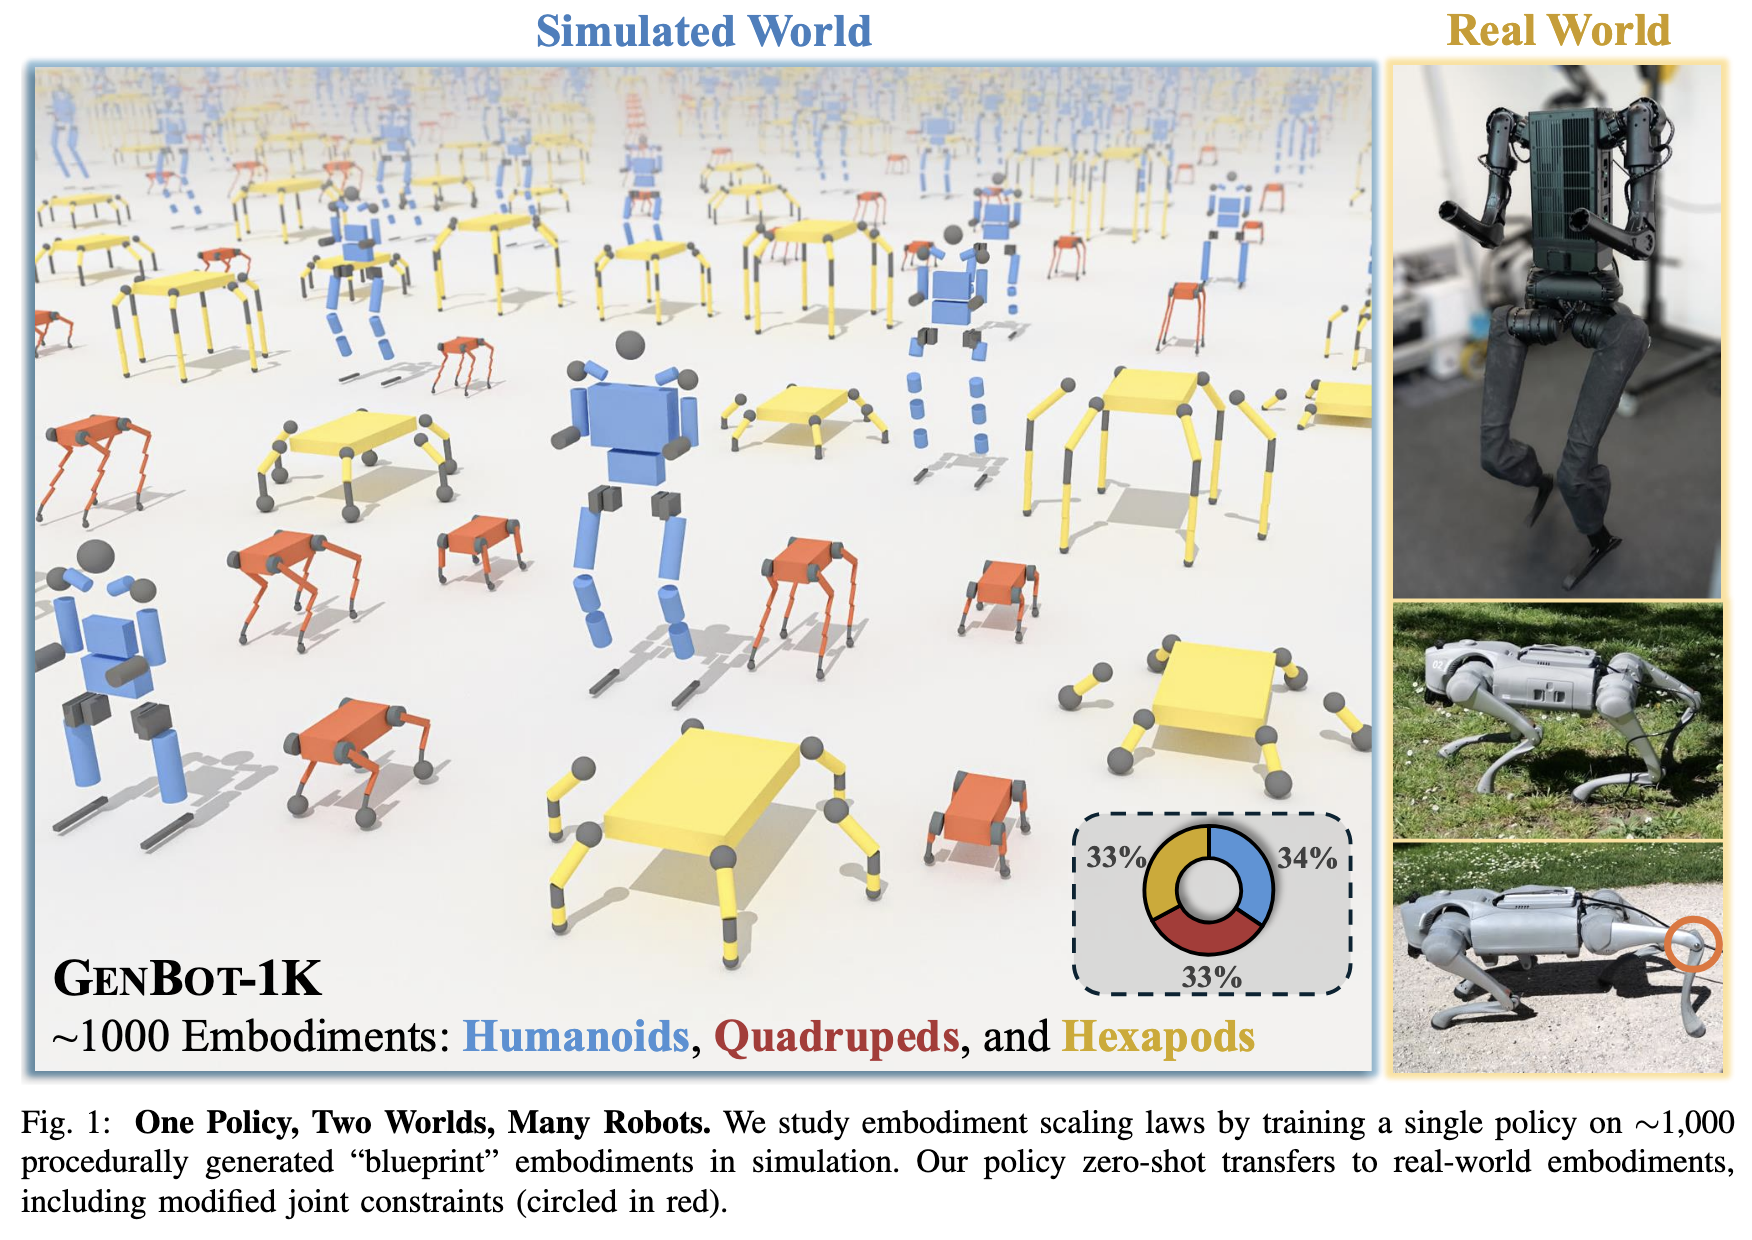 Simulated World
Real World
33%
34%
33%
GENBOT-1K
~1000 Embodiments: Humanoids, Quadrupeds, and Hexapods
02
Fig. 1: One Policy, Two Worlds, Many Robots. We study embodiment scaling laws by training a single policy on ∼1,000
procedurally generated “blueprint” embodiments in simulation. Our policy zero-shot transfers to real-world embodiments,
including modified joint constraints (circled in red).